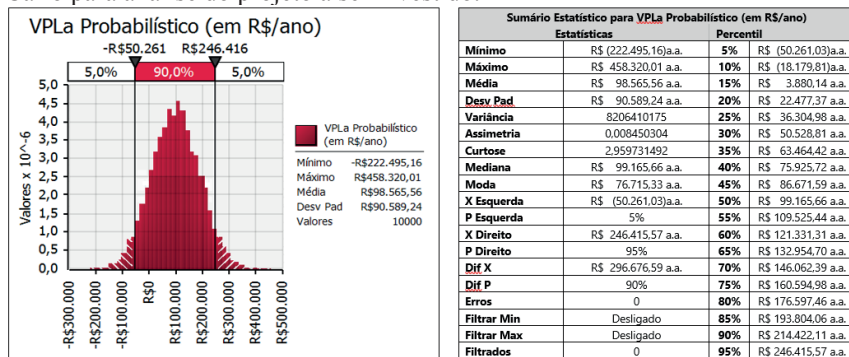 VPLa Probabilístico (em R$/ano)
-R$50.261 R$246.416
5,0% 90,0% 5,0%
5,0
4,5
4,0
3,5
3,0
2,5
2,0
1,5
1,0
0,5
0,0
Valores x 10^-6
-R$300.000
-R$200.000
-R$100.000
R$0
R$100.000
R$200.000
R$300.000
R$400.000
R$500.000
VPLa Probabilístico
(em R$/ano)
Mínimo -R$222.495,16
Máximo R$458.320,01
Média R$98.565,56
Desv Pad R$90.589,24
Valores 10000
Sumário Estatístico para VPLa Probabilístico (em R$/ano)
Estatísticas Percentil
Mínimo R$ (222.495,16)a.a. 5% R$ (50.261,03)a.a.
Máximo R$ 458.320,01 a.a. 10% R$ (18.179,81)a.a.
Média R$ 98.565,56 a.a. 15% R$ 3.880,14 a.a.
Desv Pad R$ 90.589,24 a.a. 20% R$ 22.477,37 a.a.
Variância 8206410175 25% R$ 36.304,98 a.a.
Assimetria 0,008450304 30% R$ 50.528,81 a.a.
Curtose 2,959731492 35% R$ 63.464,42 a.a.
Mediana R$ 99.165,66 a.a. 40% R$ 75.925,72 a.a.
Moda R$ 76.715,33 a.a. 45% R$ 86.671,59 a.a.
X Esquerda R$ (50.261,03)a.a. 50% R$ 99.165,66 a.a.
P Esquerda 5% 55% R$ 109.525,44 a.a.
X Direito R$ 246.415,57 a.a. 60% R$ 121.331,31 a.a.
P Direito 95% 65% R$ 132.954,70 a.a.
Dif X R$ 296.676,59 a.a. 70% R$ 146.062,39 a.a.
Dif P 90% 75% R$ 160.594,98 a.a.
Erros 0 80% R$ 176.597,46 a.a.
Filtrar Min Desligado 85% R$ 193.804,06 a.a.
Filtrar Max Desligado 90% R$ 214.422,11 a.a.
Filtrados 0 95% R$ 246.415,57 a.a.